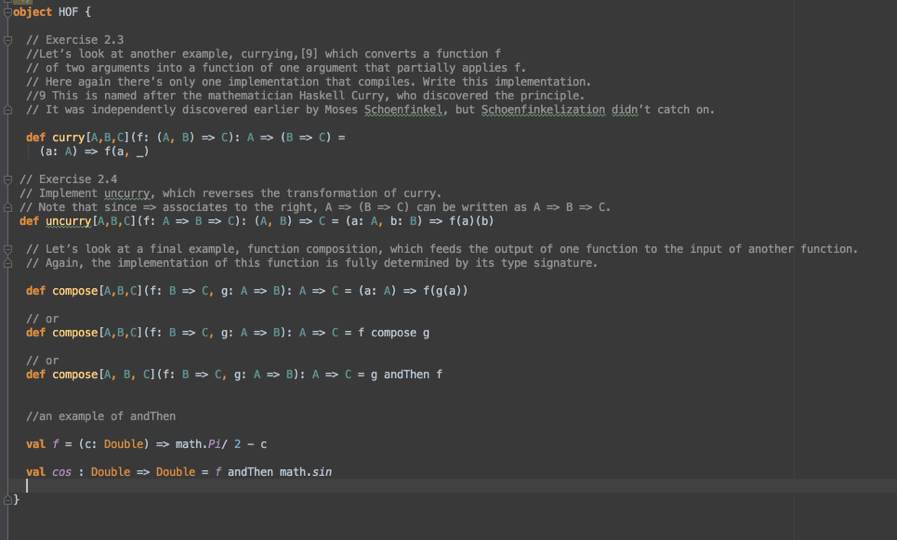 object HOF {
// Exercise 2.3
//Let's look at another example, currying,[9] which converts a function f
// of two arguments into a function of one argument that partially applies f.
// Here again there's only one implementation that compiles. Write this implementation.
//9 This is named after the mathematician Haskell Curry, who discovered the principle.
// It was independently discovered earlier by Moses Schoenfinkel, but Schoenfinkelization didn't catch on.
def curry[A,B,C](f: (A, B) => C): A => (B => C) =
(a: A) => f(a, _)
// Exercise 2.4
// Implement uncurry, which reverses the transformation of curry.
// Note that since => associates to the right, A => (B => C) can be written as A => B => C.
def uncurry[A,B,C](f: A => B => C): (A, B) => C = (a: A, b: B) => f(a)(b)
// Let's look at a final example, function composition, which feeds the output of one function to the input of another function.
// Again, the implementation of this function is fully determined by its type signature.
def compose[A,B,C](f: B => C, g: A => B): A => C = (a: A) => f(g(a))
// or
def compose[A,B,C](f: B => C, g: A => B): A => C = f compose g
// or
def compose[A, B, C](f: B => C, g: A => B): A => C = g andThen f
//an example of andThen
val f = (c: Double) => math.Pi/ 2 - c
val cos : Double => Double = f andThen math.sin
}